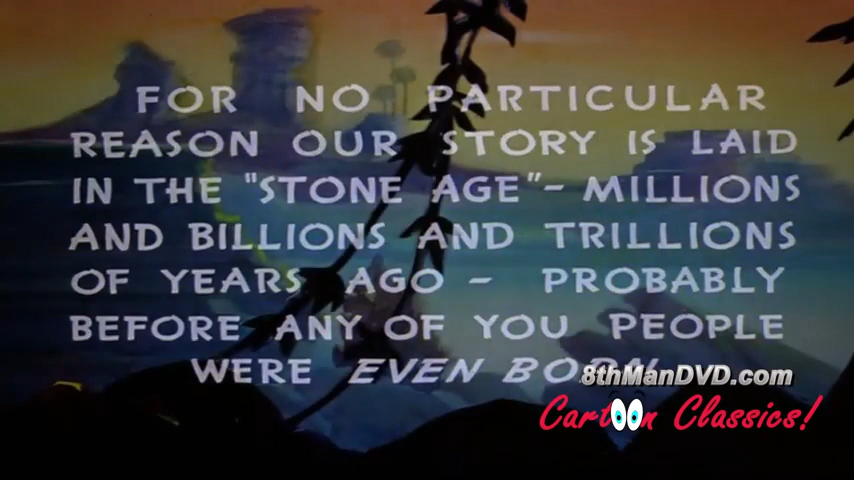 FOR NO PARTICULAR
REASON OUR STORY IS LAID
IN THE "STONE AGE"- MILLIONS
AND BILLIONS AND TRILLIONS
OF YEARS AGO - PROBABLY
BEFORE ANY OF YOU PEOPLE
WERE EVEN BORN
8thManDVD.com
Cartoon Classics!